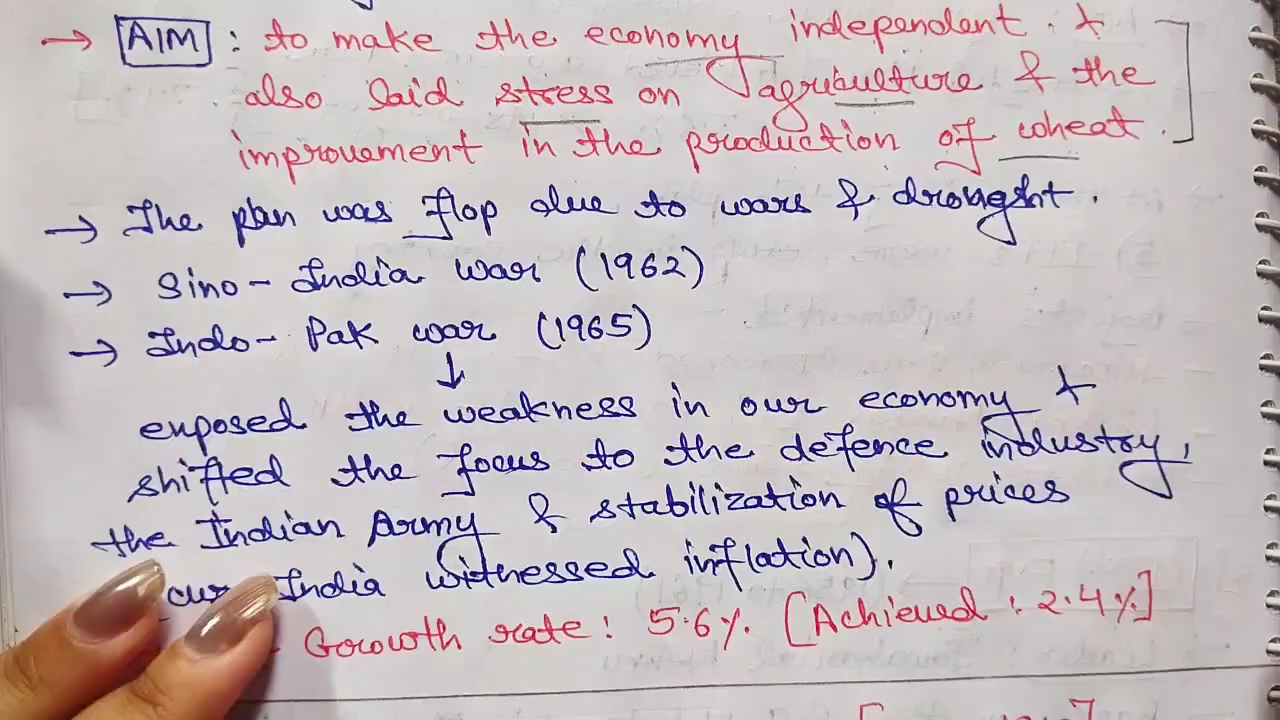 → AIM : to make the economy independent. &
also laid stress on agriculture & the
improvement in the production of wheat.
→ The plan was flop due to wars & drought.
→ Sino-India war (1962)
→ Indo-Pak war (1965)
↓
exposed the weakness in our economy &
shifted the focus to the defence industry,
the Indian Army & stabilization of prices
India witnessed inflation).
Growth rate: 5.6%. [Achieved : 2.4%]